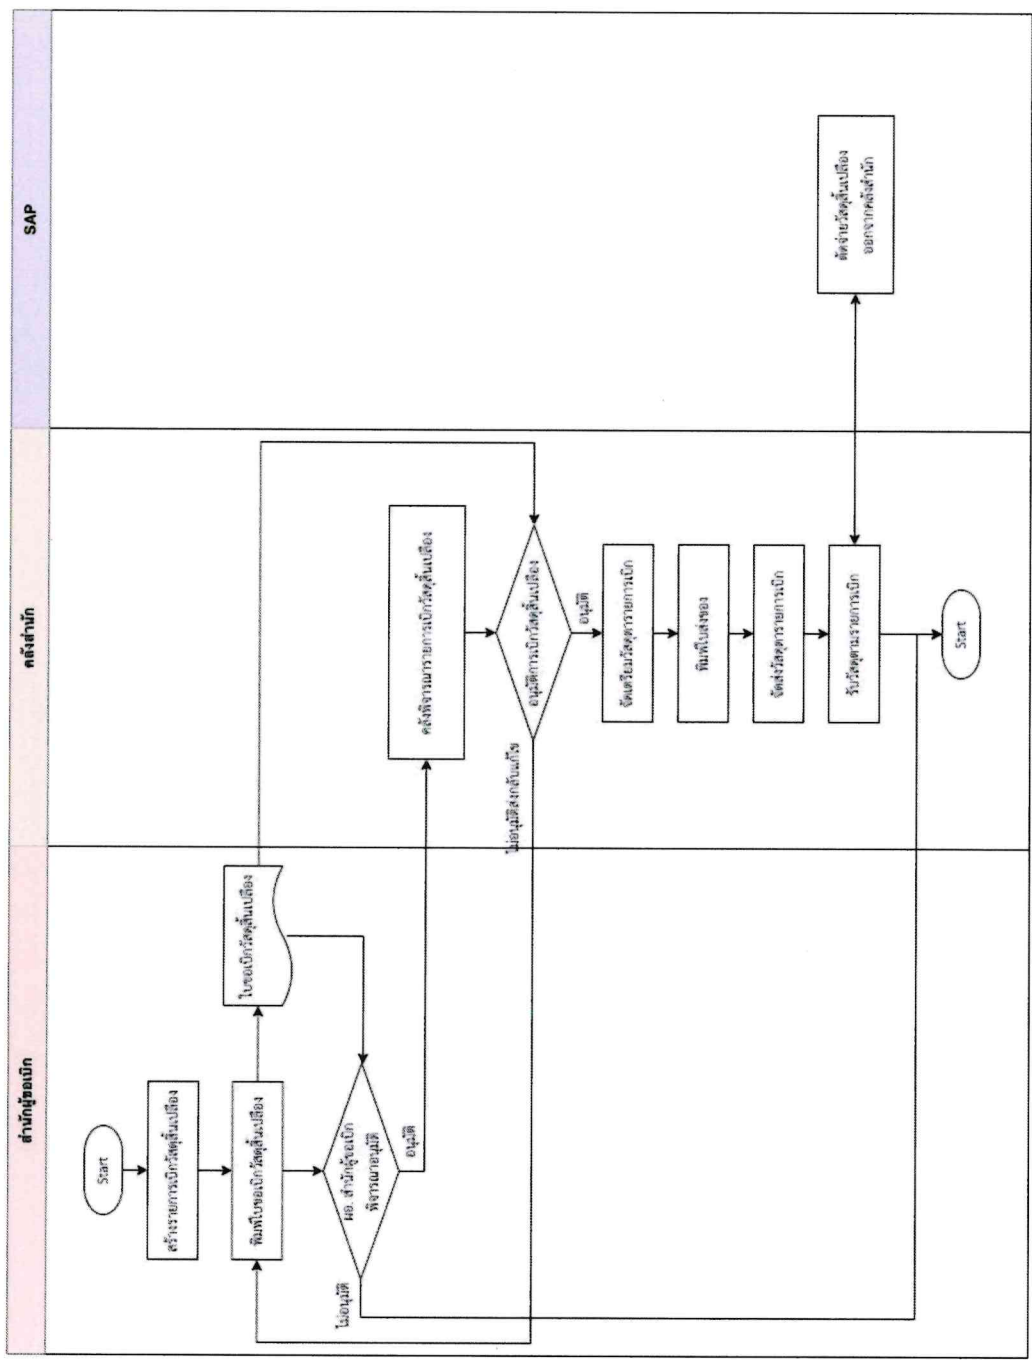 สำนักผู้ขอเบิก
คลังสำนัก
SAP
Start
สร้างรายการเบิกวัสดุสิ้นเปลือง
พิมพ์ใบขอเบิกวัสดุสิ้นเปลือง
ใบขอเบิกวัสดุสิ้นเปลือง
ผอ. สำนักผู้ขอเบิก
พิจารณาอนุมัติ
ไม่อนุมัติ
อนุมัติ
คลังพิจารณารายการเบิกวัสดุสิ้นเปลือง
อนุมัติการเบิกวัสดุสิ้นเปลือง
ไม่อนุมัติส่งกลับแก้ไข
อนุมัติ
จัดเตรียมวัสดุตารายการเบิก
พิมพ์ใบส่งของ
จัดส่งวัสดุตารายการเบิก
รับวัสดุตามรายการเบิก
ตัดจ่ายวัสดุสิ้นเปลือง
ออกจากคลังสำนัก
Start